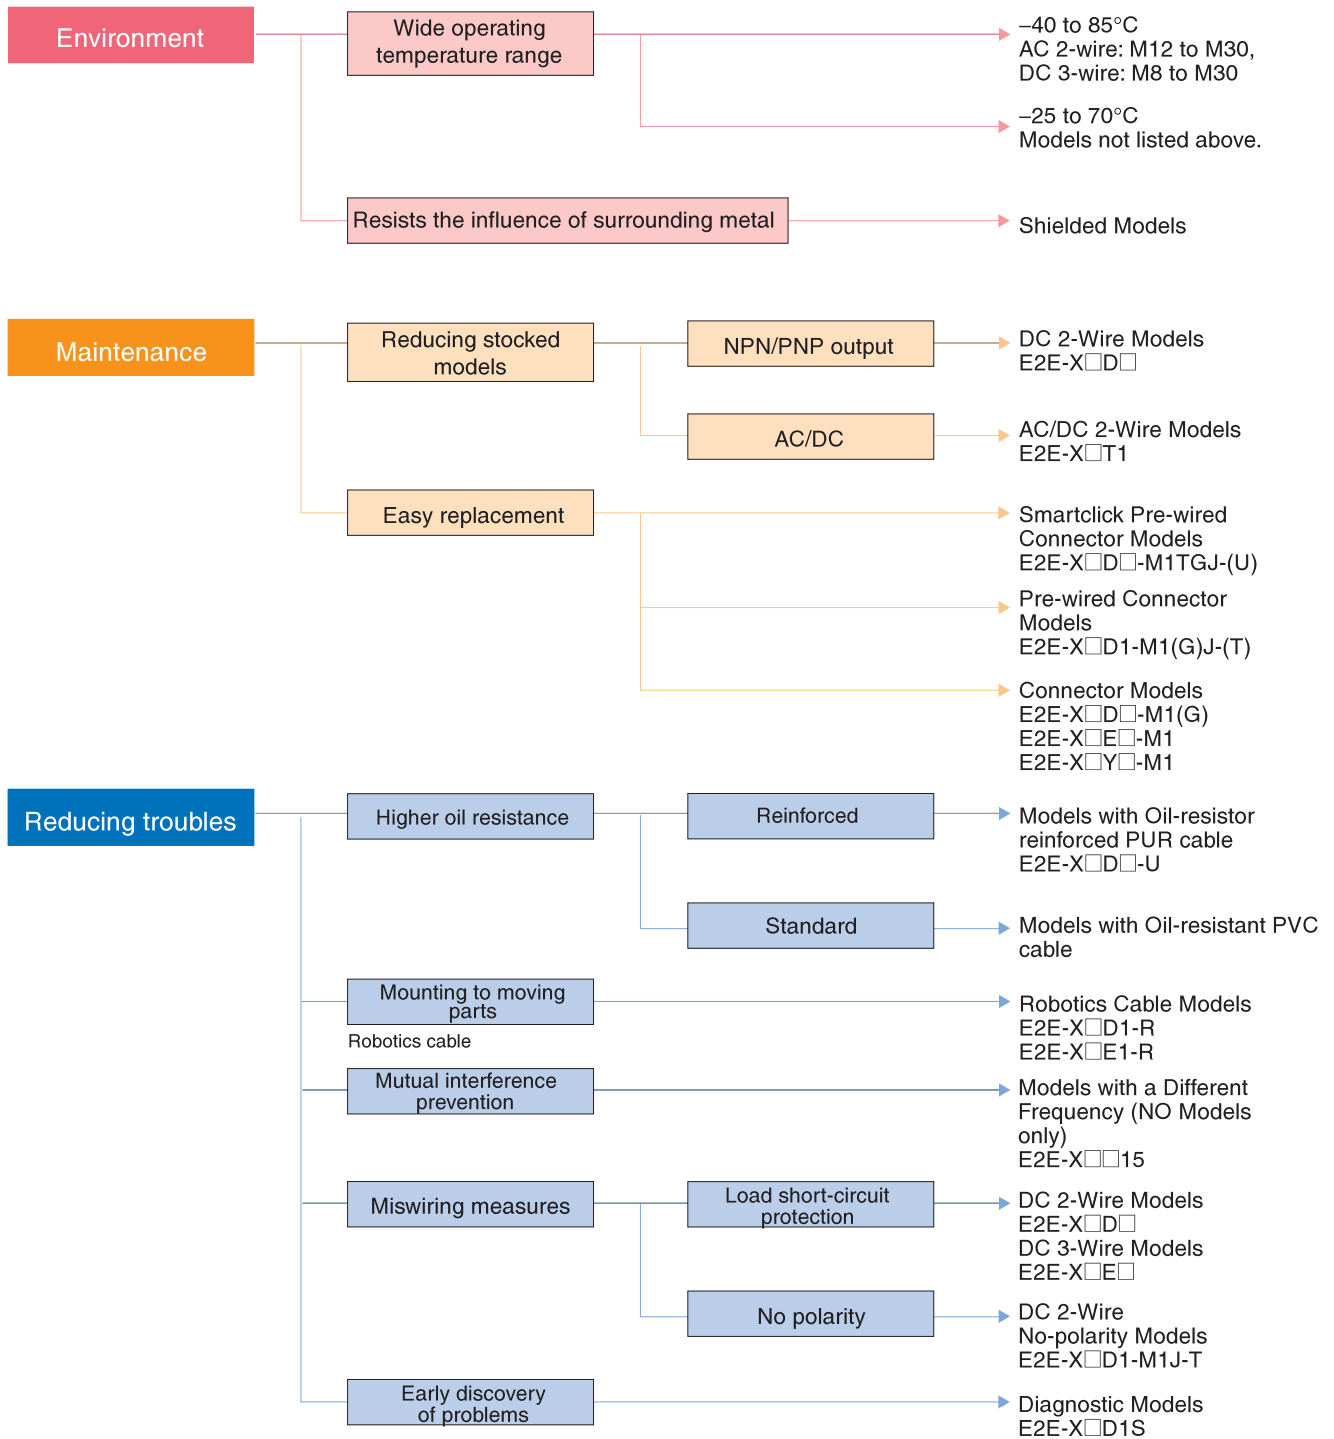 Environment
Wide operating
temperature range
–40 to 85°C
AC 2-wire: M12 to M30,
DC 3-wire: M8 to M30
–25 to 70°C
Models not listed above.
Resists the influence of surrounding metal
Shielded Models
Maintenance
Reducing stocked
models
NPN/PNP output
DC 2-Wire Models
E2E-X□D□
AC/DC
AC/DC 2-Wire Models
E2E-X□T1
Easy replacement
Smartclick Pre-wired
Connector Models
E2E-X□D□-M1TGJ-(U)
Pre-wired Connector
Models
E2E-X□D1-M1(G)J-(T)
Connector Models
E2E-X□D□-M1(G)
E2E-X□E□-M1
E2E-X□Y□-M1
Reducing troubles
Higher oil resistance
Reinforced
Models with Oil-resistor
reinforced PUR cable
E2E-X□D□-U
Standard
Models with Oil-resistant PVC
cable
Mounting to moving
parts
Robotics cable
Robotics Cable Models
E2E-X□D1-R
E2E-X□E1-R
Mutual interference
prevention
Models with a Different
Frequency (NO Models
only)
E2E-X□□15
Miswiring measures
Load short-circuit
protection
DC 2-Wire Models
E2E-X□D□
DC 3-Wire Models
E2E-X□E□
No polarity
DC 2-Wire
No-polarity Models
E2E-X□D1-M1J-T
Early discovery
of problems
Diagnostic Models
E2E-X□D1S